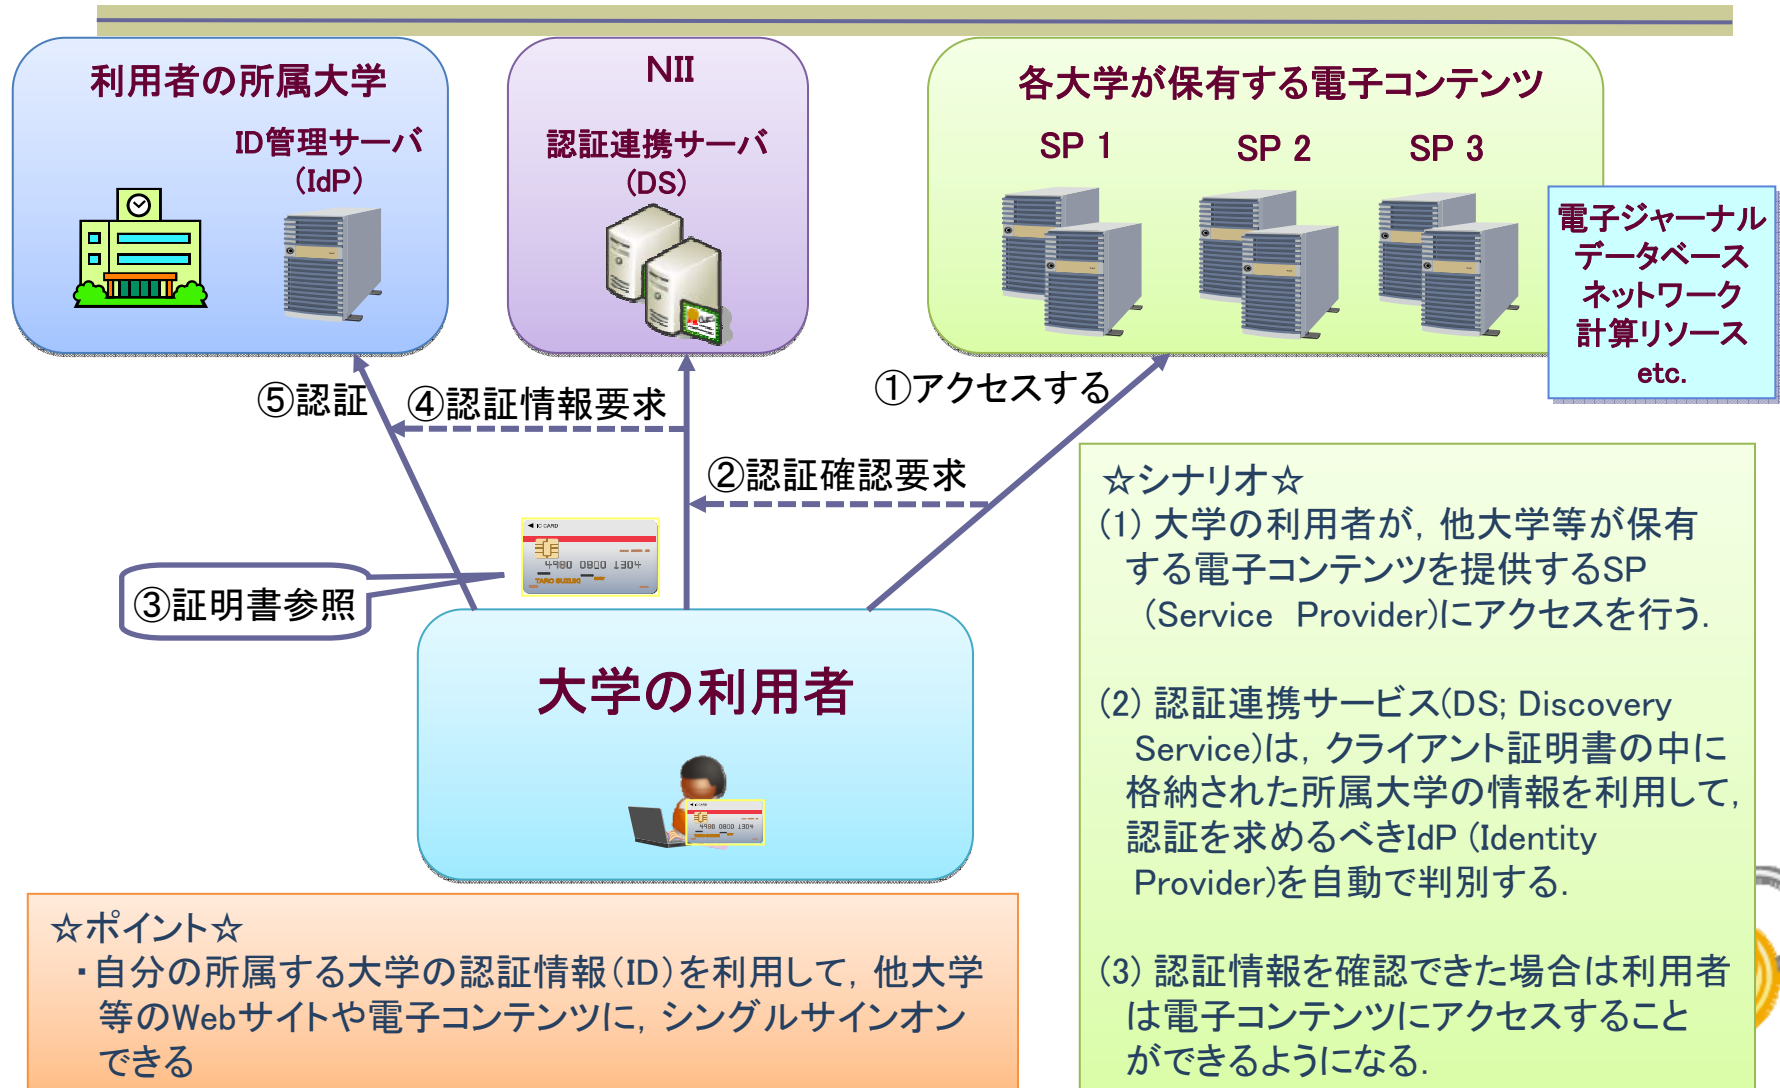 利用者の所属大学
ID管理サーバ
(IdP)
NII
認証連携サーバ
(DS)
各大学が保有する電子コンテンツ
SP 1
SP 2
SP 3
電子ジャーナル
データベース
ネットワーク
計算リソース
etc.
⑤認証
④認証情報要求
①アクセスする
②認証確認要求
③証明書参照
IC CARD
4980 0800 1304
TARO SUZUKI
大学の利用者
4980 0800 1304
☆シナリオ☆
(1) 大学の利用者が，他大学等が保有
する電子コンテンツを提供するSP
(Service　Provider)にアクセスを行う．
(2) 認証連携サービス(DS; Discovery
Service)は，クライアント証明書の中に
格納された所属大学の情報を利用して，
認証を求めるべきIdP (Identity
Provider)を自動で判別する．
(3) 認証情報を確認できた場合は利用者
は電子コンテンツにアクセスすること
ができるようになる．
☆ポイント☆
・自分の所属する大学の認証情報（ID）を利用して，他大学
等のWebサイトや電子コンテンツに，シングルサインオン
できる